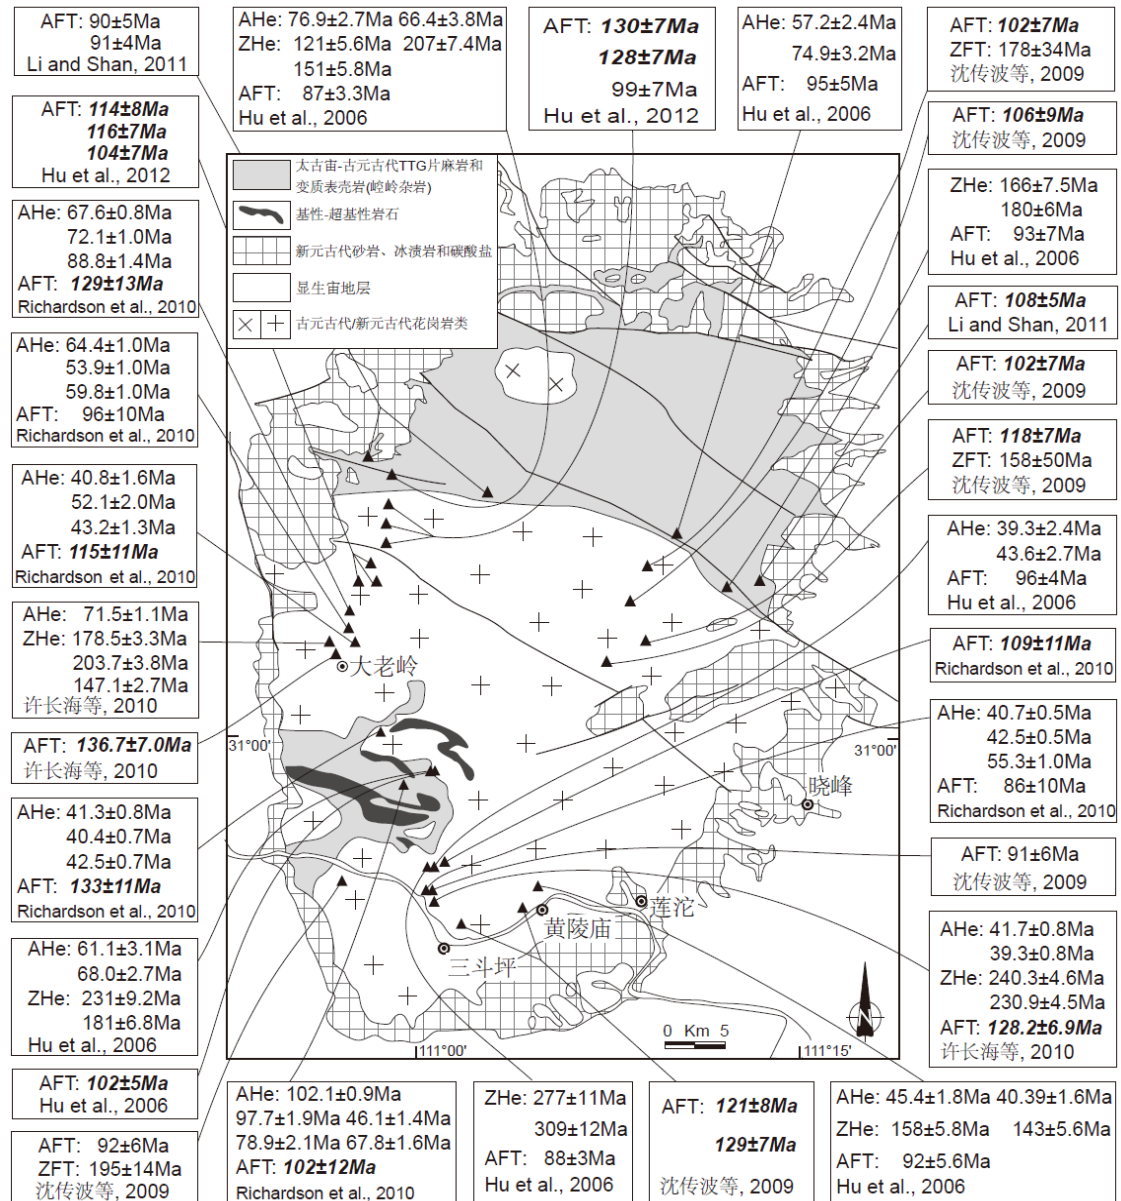 AFT: 90±5Ma
91±4Ma
Li and Shan, 2011
AHe: 76.9±2.7Ma 66.4±3.8Ma
ZHe: 121±5.6Ma 207±7.4Ma
151±5.8Ma
AFT: 87±3.3Ma
Hu et al., 2006
AFT: 130±7Ma
128±7Ma
99±7Ma
Hu et al., 2012
AHe: 57.2±2.4Ma
74.9±3.2Ma
AFT: 95±5Ma
Hu et al., 2006
AFT: 102±7Ma
ZFT: 178±34Ma
沈传波等, 2009
AFT: 114±8Ma
116±7Ma
104±7Ma
Hu et al., 2012
AHe: 67.6±0.8Ma
72.1±1.0Ma
88.8±1.4Ma
AFT: 129±13Ma
Richardson et al., 2010
AHe: 64.4±1.0Ma
53.9±1.0Ma
59.8±1.0Ma
AFT: 96±10Ma
Richardson et al., 2010
AHe: 40.8±1.6Ma
52.1±2.0Ma
43.2±1.3Ma
AFT: 115±11Ma
Richardson et al., 2010
AHe: 71.5±1.1Ma
ZHe: 178.5±3.3Ma
203.7±3.8Ma
147.1±2.7Ma
许长海等, 2010
AFT: 136.7±7.0Ma
许长海等, 2010
AHe: 41.3±0.8Ma
40.4±0.7Ma
42.5±0.7Ma
AFT: 133±11Ma
Richardson et al., 2010
AHe: 61.1±3.1Ma
68.0±2.7Ma
ZHe: 231±9.2Ma
181±6.8Ma
Hu et al., 2006
AFT: 102±5Ma
Hu et al., 2006
AFT: 92±6Ma
ZFT: 195±14Ma
沈传波等, 2009
太古宙-古元古代TTG片麻岩和
变质表壳岩(崆岭杂岩)
基性-超基性岩石
新元古代砂岩、冰渍岩和碳酸盐
显生宙地层
古元古代/新元古代花岗岩类
大老岭
31°00'
31°00'
晓峰
莲沱
黄陵庙
三斗坪
0 Km 5
111°00'
111°15'
AFT: 106±9Ma
沈传波等, 2009
ZHe: 166±7.5Ma
180±6Ma
AFT: 93±7Ma
Hu et al., 2006
AFT: 108±5Ma
Li and Shan, 2011
AFT: 102±7Ma
沈传波等, 2009
AFT: 118±7Ma
ZFT: 158±50Ma
沈传波等, 2009
AHe: 39.3±2.4Ma
43.6±2.7Ma
AFT: 96±4Ma
Hu et al., 2006
AFT: 109±11Ma
Richardson et al., 2010
AHe: 40.7±0.5Ma
42.5±0.5Ma
55.3±1.0Ma
AFT: 86±10Ma
Richardson et al., 2010
AFT: 91±6Ma
沈传波等, 2009
AHe: 41.7±0.8Ma
39.3±0.8Ma
ZHe: 240.3±4.6Ma
230.9±4.5Ma
AFT: 128.2±6.9Ma
许长海等, 2010
AHe: 102.1±0.9Ma
97.7±1.9Ma 46.1±1.4Ma
78.9±2.1Ma 67.8±1.6Ma
AFT: 102±12Ma
Richardson et al., 2010
ZHe: 277±11Ma
309±12Ma
AFT: 88±3Ma
Hu et al., 2006
AFT: 121±8Ma
129±7Ma
沈传波等, 2009
AHe: 45.4±1.8Ma 40.39±1.6Ma
ZHe: 158±5.8Ma 143±5.6Ma
AFT: 92±5.6Ma
Hu et al., 2006